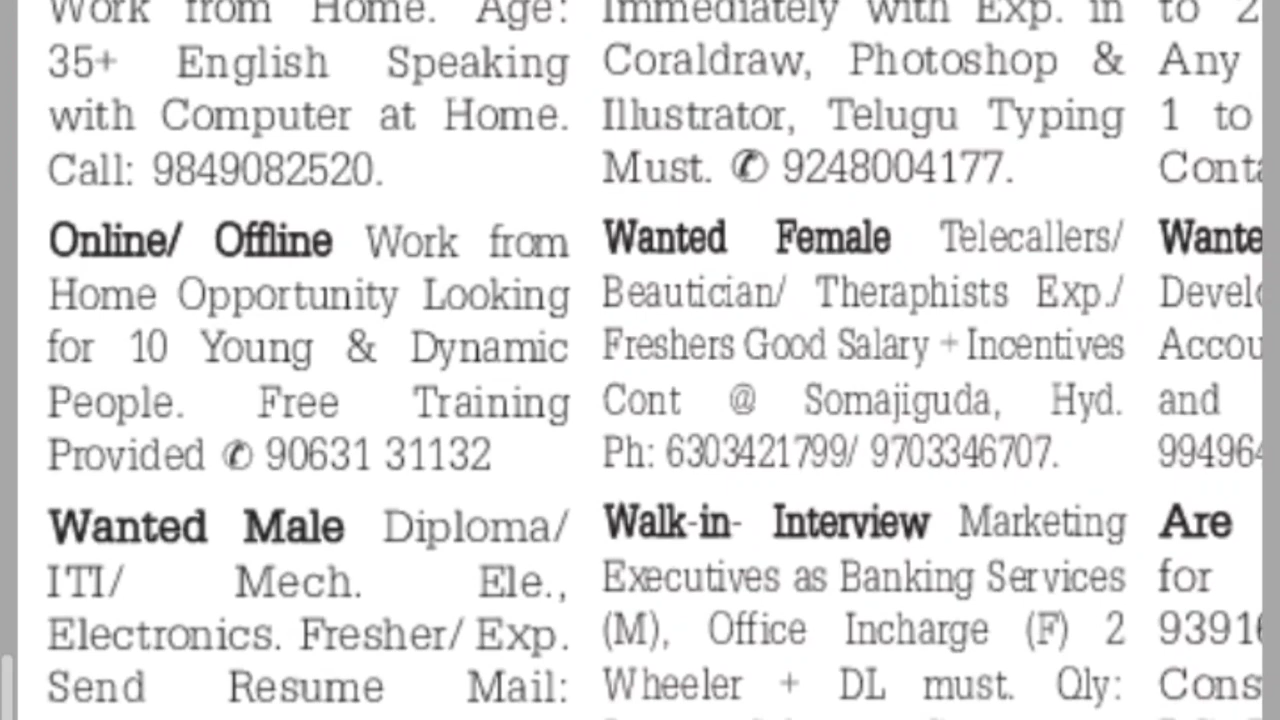 Work from Home. Age:
35+ English Speaking
with Computer at Home.
Call: 9849082520.
Online/ Offline Work from
Home Opportunity Looking
for 10 Young & Dynamic
People. Free Training
Provided ✆ 90631 31132
Wanted Male Diploma/
ITI/ Mech. Ele.,
Electronics. Fresher/ Exp.
Send Resume Mail:
Immediately with Exp. in
Coraldraw, Photoshop &
Illustrator, Telugu Typing
Must. ✆ 9248004177.
Wanted Female Telecallers/
Beautician/ Theraphists Exp./
Freshers Good Salary + Incentives
Cont @ Somajiguda, Hyd.
Ph: 6303421799/ 9703346707.
Walk-in- Interview Marketing
Executives as Banking Services
(M), Office Incharge (F) 2
Wheeler + DL must. Qly:
to 2
Any
1 to
Are
for
and